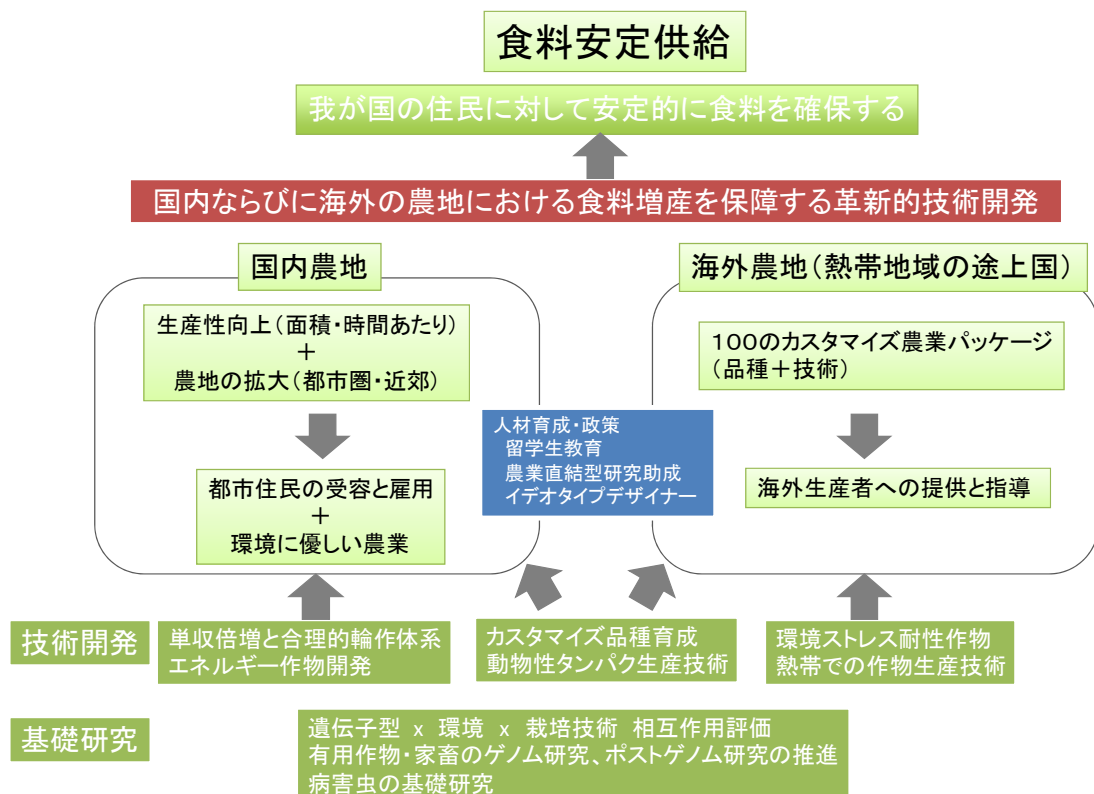 食料安定供給
我が国の住民に対して安定的に食料を確保する
国内ならびに海外の農地における食料増産を保障する革新的技術開発
国内農地
生産性向上（面積・時間あたり）
+
農地の拡大（都市圏・近郊）
都市住民の受容と雇用
+
環境に優しい農業
人材育成・政策
留学生教育
農業直結型研究助成
イデオタイプデザイナー
海外農地（熱帯地域の途上国）
１００のカスタマイズ農業パッケージ
（品種＋技術）
海外生産者への提供と指導
技術開発
単収倍増と合理的輪作体系
エネルギー作物開発
カスタマイズ品種育成
動物性タンパク生産技術
環境ストレス耐性作物
熱帯での作物生産技術
基礎研究
遺伝子型 x 環境 x 栽培技術 相互作用評価
有用作物・家畜のゲノム研究、ポストゲノム研究の推進
病害虫の基礎研究